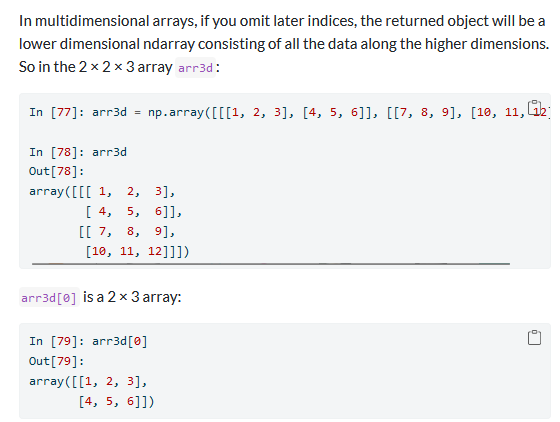 In multidimensional arrays, if you omit later indices, the returned object will be a
lower dimensional ndarray consisting of all the data along the higher dimensions.
So in the 2 × 2 × 3 array arr3d:
In [77]: arr3d = np.array([[[1, 2, 3], [4, 5, 6]], [[7, 8, 9], [10, 11, 12]
In [78]: arr3d
Out[78]:
array([[[ 1, 2, 3],
[ 4, 5, 6]],
[[ 7, 8, 9],
[10, 11, 12]]])
arr3d[0] is a 2 × 3 array:
In [79]: arr3d[0]
Out[79]:
array([[1, 2, 3],
[4, 5, 6]])